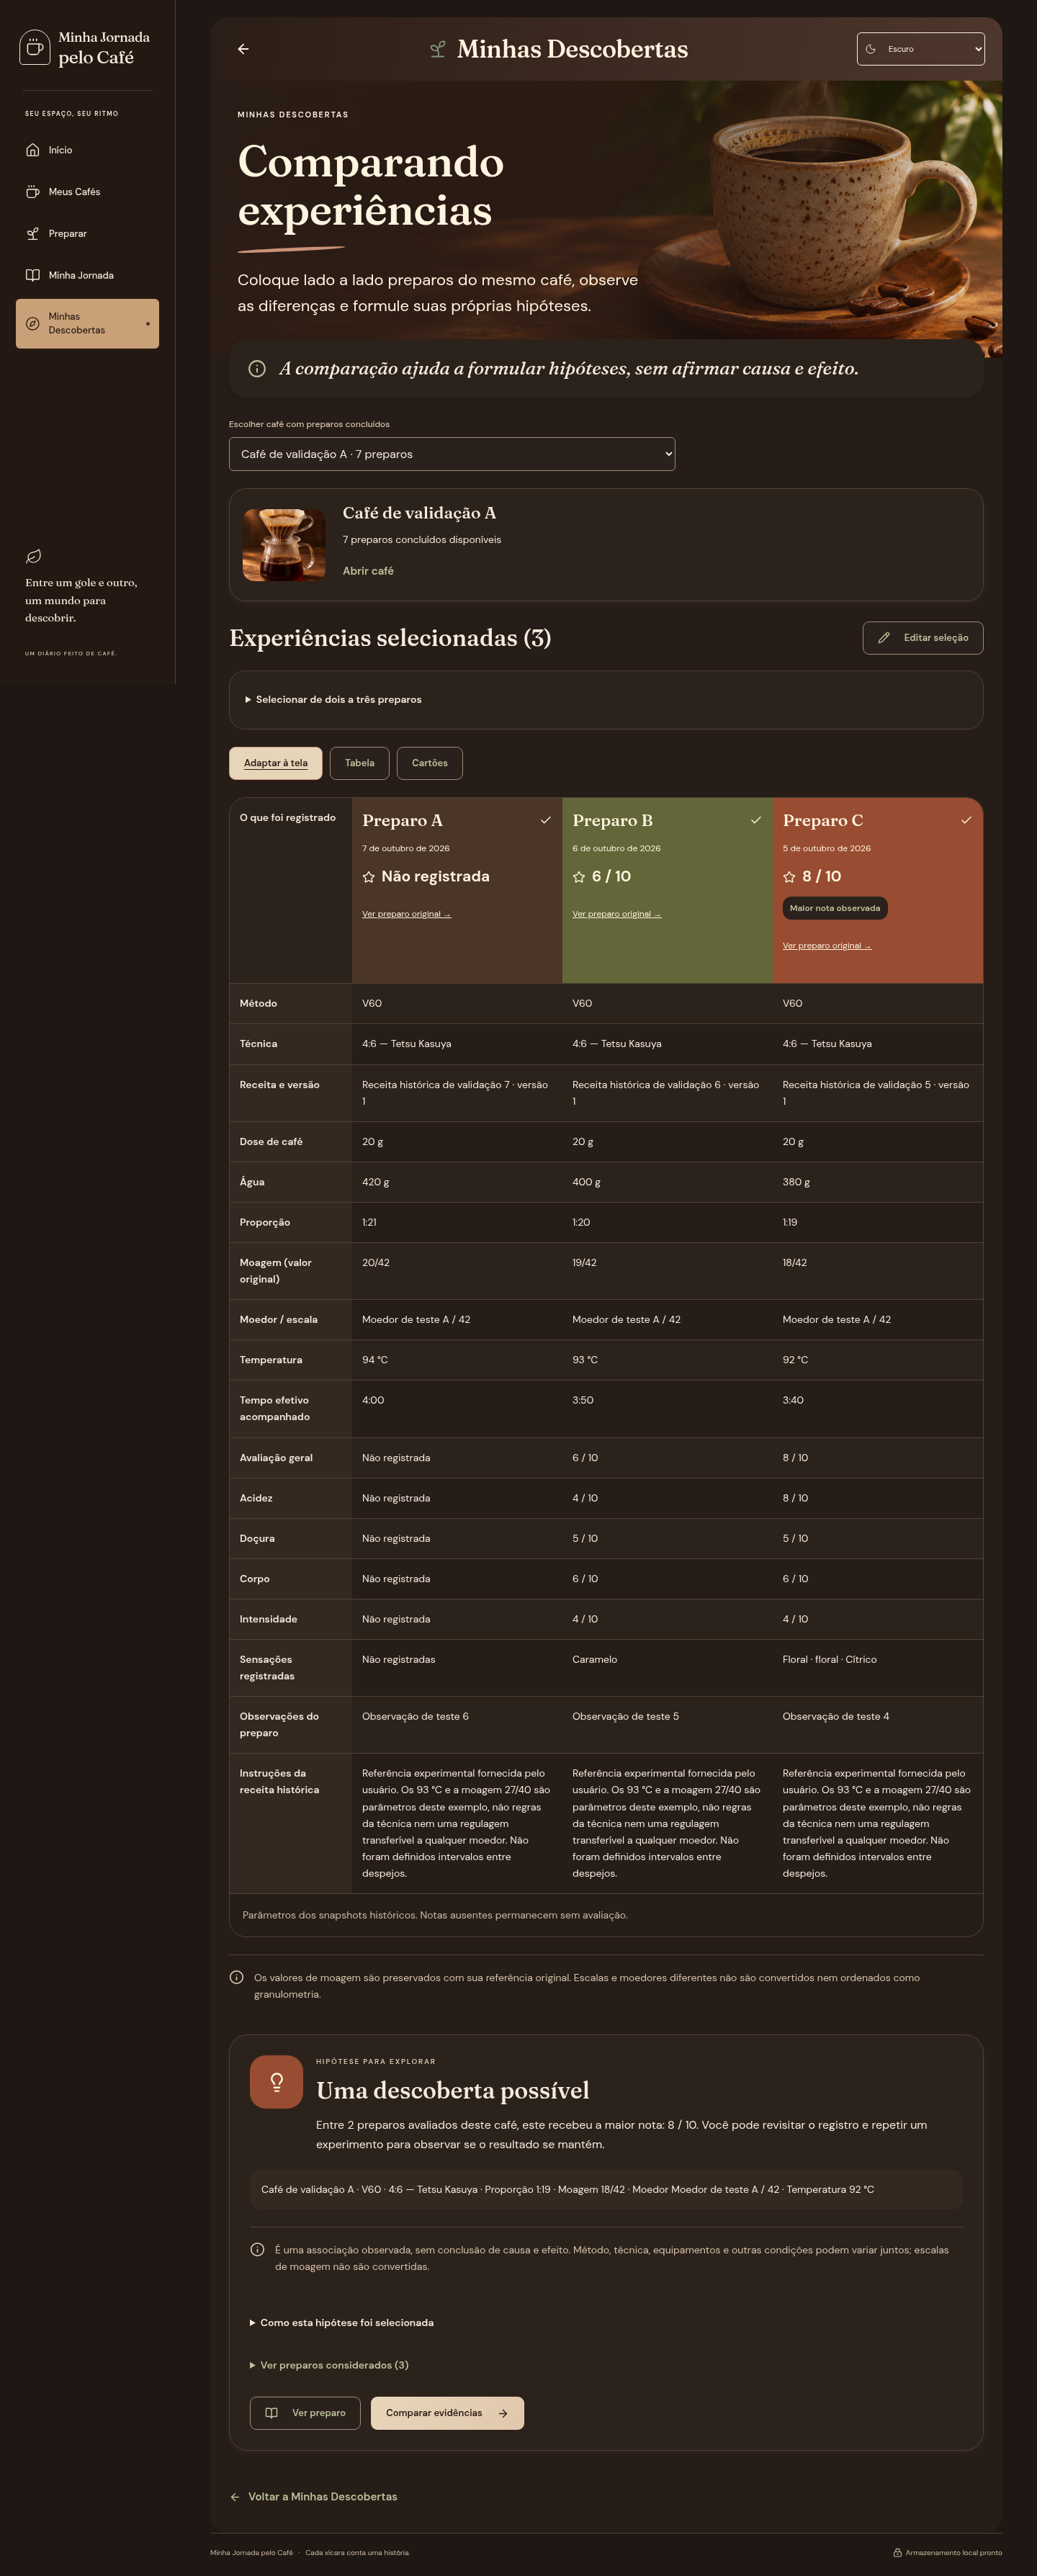 Minha Jornada
pelo Café
SEU ESPAÇO, SEU RITMO
Início
Meus Cafés
Preparar
Minha Jornada
Minhas
Descobertas
Entre um gole e outro,
um mundo para
descobrir.
UM DIÁRIO FEITO DE CAFÉ.
Minhas Descobertas
Escuro
MINHAS DESCOBERTAS
Comparando
experiências
Coloque lado a lado preparos do mesmo café, observe
as diferenças e formule suas próprias hipóteses.
A comparação ajuda a formular hipóteses, sem afirmar causa e efeito.
Escolher café com preparos concluídos
Café de validação A · 7 preparos
Café de validação A
7 preparos concluídos disponíveis
Abrir café
Experiências selecionadas (3)
Editar seleção
Selecionar de dois a três preparos
Adaptar à tela
Tabela
Cartões
O que foi registrado
Preparo A
7 de outubro de 2026
Não registrada
Ver preparo original →
Preparo B
6 de outubro de 2026
6 / 10
Ver preparo original →
Preparo C
5 de outubro de 2026
8 / 10
Maior nota observada
Ver preparo original →
Método V60 V60 V60
Técnica 4:6 — Tetsu Kasuya 4:6 — Tetsu Kasuya 4:6 — Tetsu Kasuya
Receita e versão Receita histórica de validação 7 · versão Receita histórica de validação 6 · versão Receita histórica de validação 5 · versão
1 1 1
Dose de café 20 g 20 g 20 g
Água 420 g 400 g 380 g
Proporção 1:21 1:20 1:19
Moagem (valor 20/42 19/42 18/42
original)
Moedor / escala Moedor de teste A / 42 Moedor de teste A / 42 Moedor de teste A / 42
Temperatura 94 °C 93 °C 92 °C
Tempo efetivo 4:00 3:50 3:40
acompanhado
Avaliação geral Não registrada 6 / 10 8 / 10
Acidez Não registrada 4 / 10 8 / 10
Doçura Não registrada 5 / 10 5 / 10
Corpo Não registrada 6 / 10 6 / 10
Intensidade Não registrada 4 / 10 4 / 10
Sensações Não registradas Caramelo Floral · floral · Cítrico
registradas
Observações do Observação de teste 6 Observação de teste 5 Observação de teste 4
preparo
Instruções da Referência experimental fornecida pelo Referência experimental fornecida pelo Referência experimental fornecida pelo
receita histórica usuário. Os 93 °C e a moagem 27/40 são usuário. Os 93 °C e a moagem 27/40 são usuário. Os 93 °C e a moagem 27/40 são
parâmetros deste exemplo, não regras parâmetros deste exemplo, não regras parâmetros deste exemplo, não regras
da técnica nem uma regulagem da técnica nem uma regulagem da técnica nem uma regulagem
transferível a qualquer moedor. Não transferível a qualquer moedor. Não transferível a qualquer moedor. Não
foram definidos intervalos entre foram definidos intervalos entre foram definidos intervalos entre
despejos. despejos. despejos.
Parâmetros dos snapshots históricos. Notas ausentes permanecem sem avaliação.
Os valores de moagem são preservados com sua referência original. Escalas e moedores diferentes não são convertidos nem ordenados como
granulometria.
HIPÓTESE PARA EXPLORAR
Uma descoberta possível
Entre 2 preparos avaliados deste café, este recebeu a maior nota: 8 / 10. Você pode revisitar o registro e repetir um
experimento para observar se o resultado se mantém.
Café de validação A · V60 · 4:6 — Tetsu Kasuya · Proporção 1:19 · Moagem 18/42 · Moedor Moedor de teste A / 42 · Temperatura 92 °C
É uma associação observada, sem conclusão de causa e efeito. Método, técnica, equipamentos e outras condições podem variar juntos; escalas
de moagem não são convertidas.
Como esta hipótese foi selecionada
Ver preparos considerados (3)
Ver preparo
Comparar evidências →
← Voltar a Minhas Descobertas
Minha Jornada pelo Café · Cada xícara conta uma história.
Armazenamento local pronto